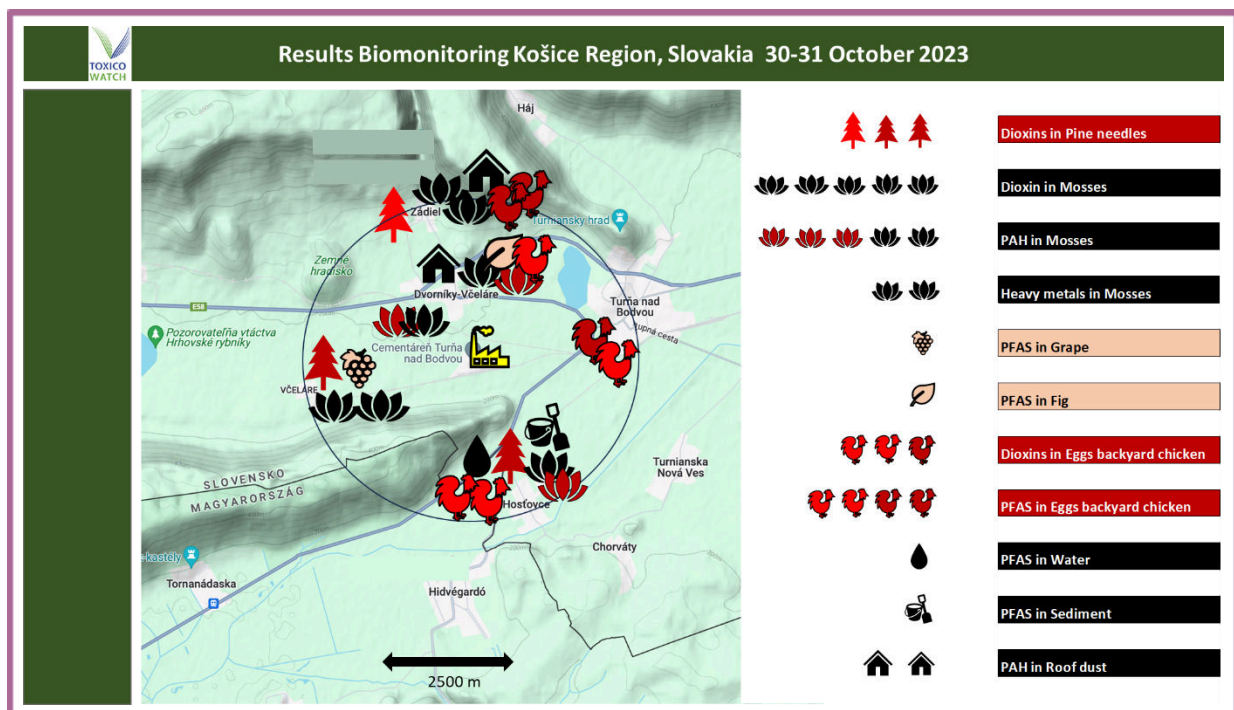 TOXICO
WATCH
Results Biomonitoring Košice Region, Slovakia 30-31 October 2023
Háj
Zádiel
Turniansky hrad
Zemné
hradisko
E58
Dvorníky-Včeláre
Turňa nad
Bodvou
Pozorovateľňa vtáctva
Hrhovské rybníky
Cementáreň Turňa
nad Bodvou
VČELÁRE
SLOVENSKO
MAGYARORSZÁG
Turnianska
Nová Ves
Hosťovce
Chorváty
Tornanádaska
Hidvégardó
2500 m
Dioxins in Pine needles
Dioxin in Mosses
PAH in Mosses
Heavy metals in Mosses
PFAS in Grape
PFAS in Fig
Dioxins in Eggs backyard chicken
PFAS in Eggs backyard chicken
PFAS in Water
PFAS in Sediment
PAH in Roof dust